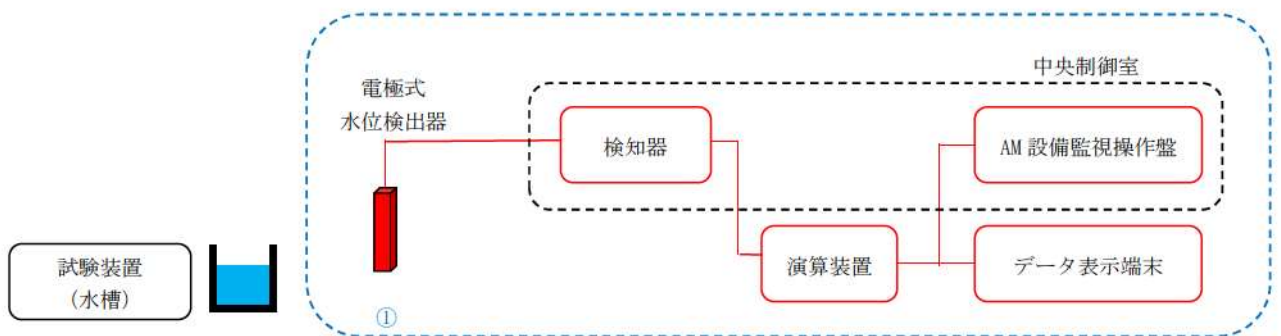 中央制御室
電極式
水位検出器
検知器
AM設備監視操作盤
試験装置
(水槽)
演算装置
データ表示端末
①